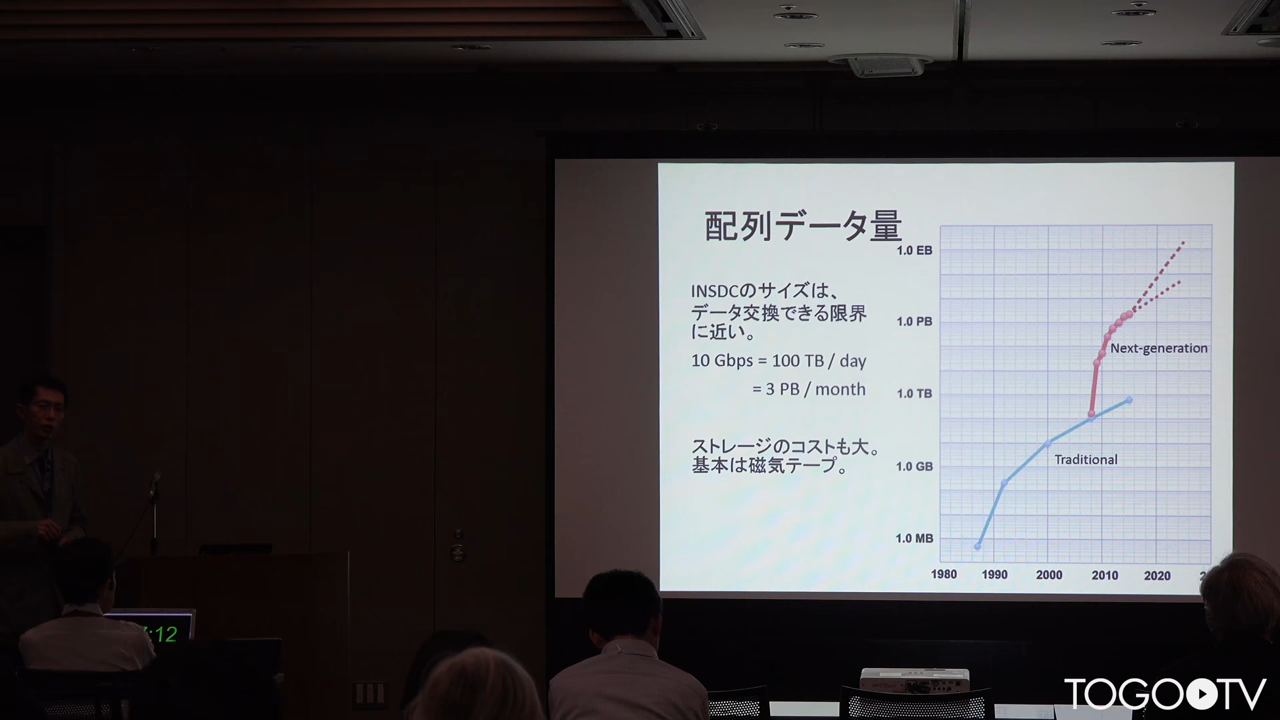 配列データ量
INSDCのサイズは、
データ交換できる限界
に近い。
10 Gbps = 100 TB / day
= 3 PB / month
ストレージのコストも大。
基本は磁気テープ。
1.0 EB
1.0 PB
1.0 TB
1.0 GB
1.0 MB
Next-generation
Traditional
1980 1990 2000 2010 2020
:12
TOGOTV